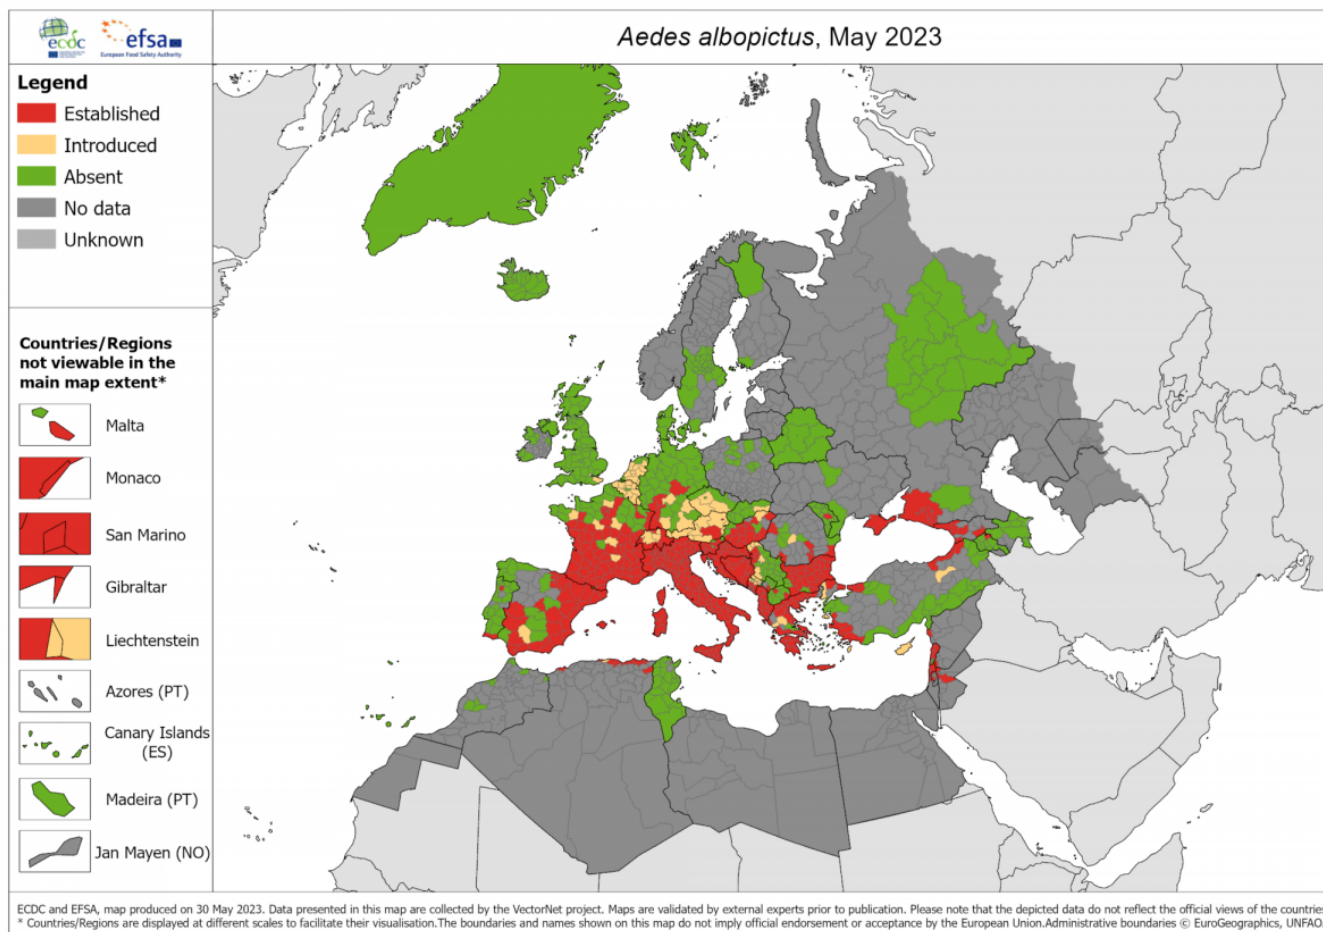 ecdc
efsa
European Food Safety Authority
Aedes albopictus, May 2023
Legend
Established
Introduced
Absent
No data
Unknown
Countries/Regions
not viewable in the
main map extent*
Malta
Monaco
San Marino
Gibraltar
Liechtenstein
Azores (PT)
Canary Islands
(ES)
Madeira (PT)
Jan Mayen (NO)
ECDC and EFSA, map produced on 30 May 2023. Data presented in this map are collected by the VectorNet project. Maps are validated by external experts prior to publication. Please note that the depicted data do not reflect the official views of the countries
* Countries/Regions are displayed at different scales to facilitate their visualisation.The boundaries and names shown on this map do not imply official endorsement or acceptance by the European Union.Administrative boundaries © EuroGeographics, UNFAO